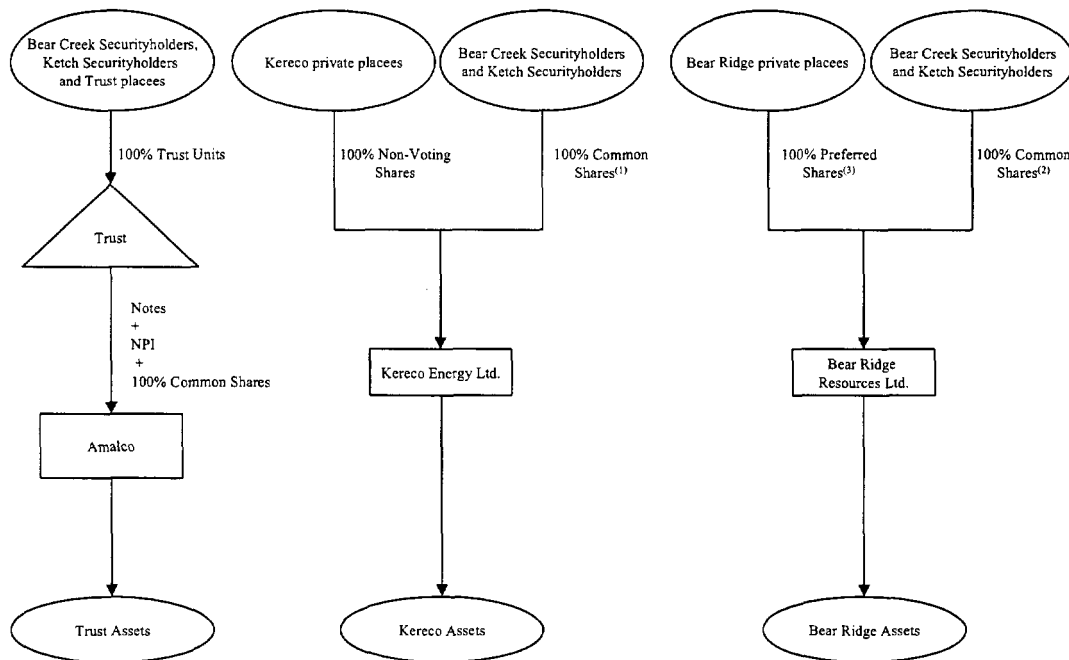 Bear Creek Securityholders,
Ketch Securityholders
and Trust placees
Kereco private placees
Bear Creek Securityholders
and Ketch Securityholders
Bear Ridge private placees
Bear Creek Securityholders
and Ketch Securityholders
100% Trust Units
100% Non-Voting
Shares
100% Common
Shares(1)
100% Preferred
Shares(3)
100% Common
Shares(2)
Trust
Notes
+
NPI
+
100% Common Shares
Kereco Energy Ltd.
Bear Ridge
Resources Ltd.
Amalco
Trust Assets
Kereco Assets
Bear Ridge Assets